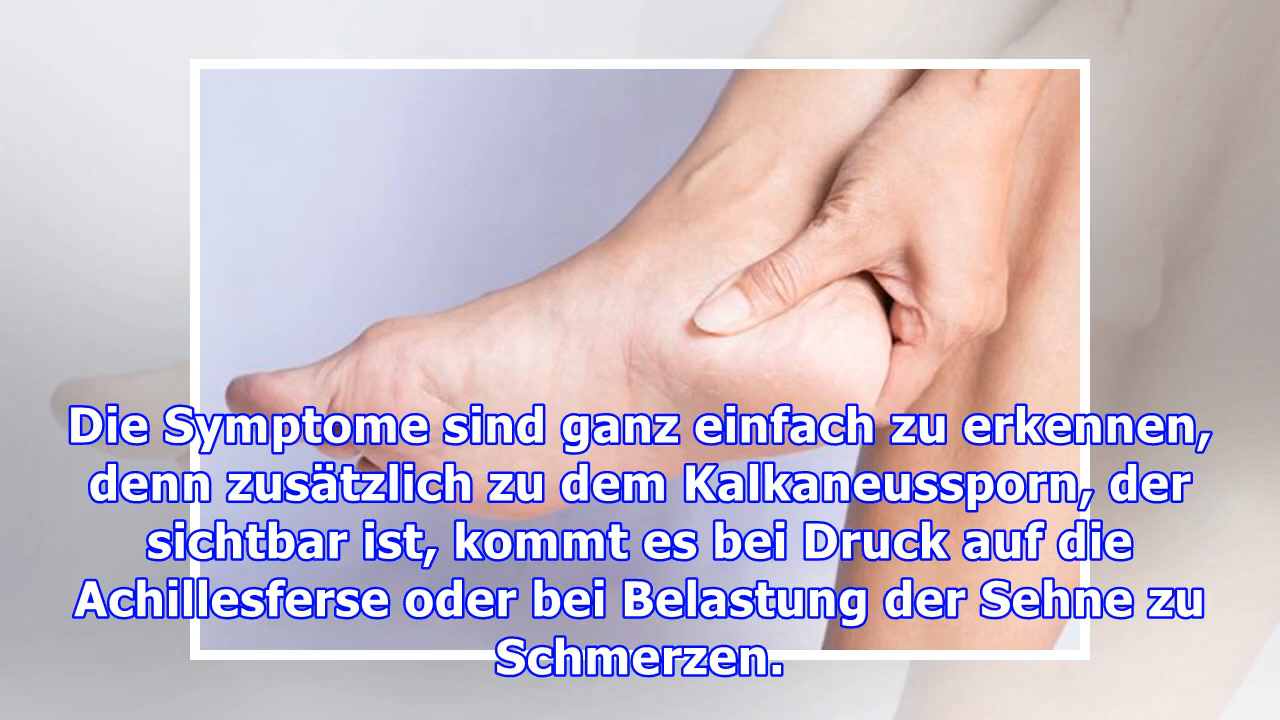 Die Symptome sind ganz einfach zu erkennen,
denn zusätzlich zu dem Kalkaneussporn, der
sichtbar ist, kommt es bei Druck auf die
Achillesferse oder bei Belastung der Sehne zu
Schmerzen.